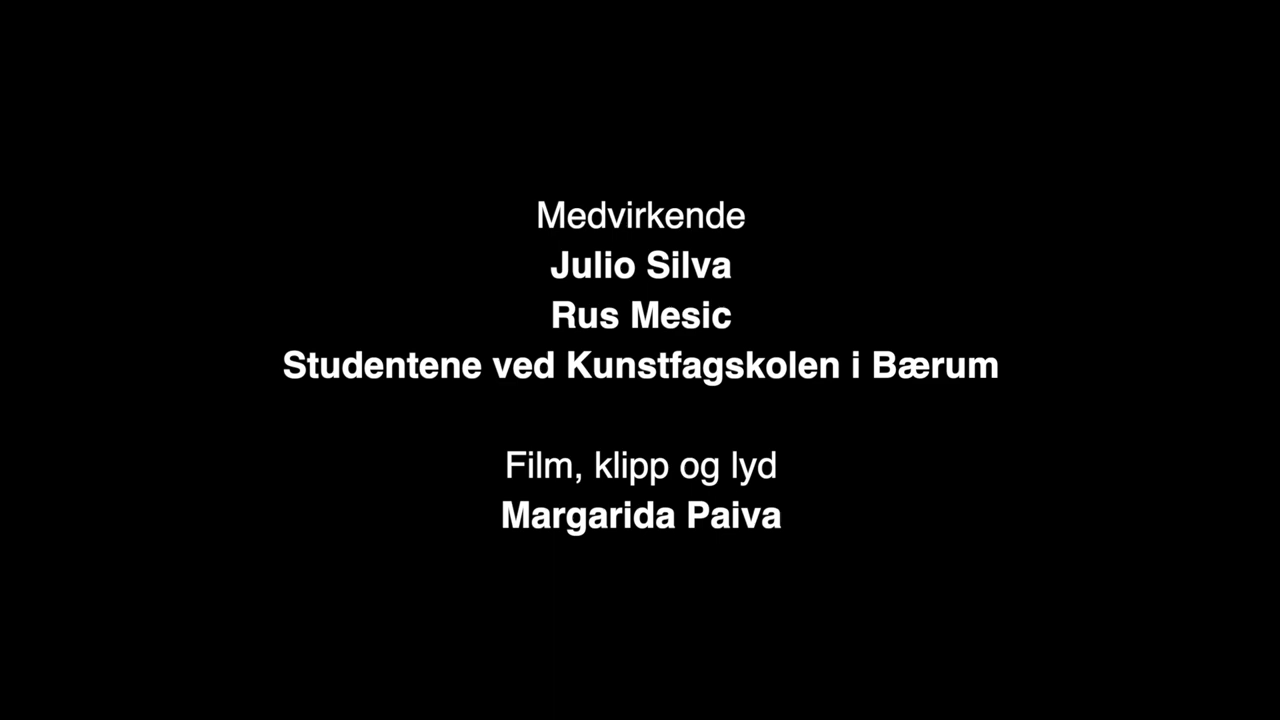 Medvirkende
Julio Silva
Rus Mesic
Studentene ved Kunstfagskolen i Bærum
Film, klipp og lyd
Margarida Paiva